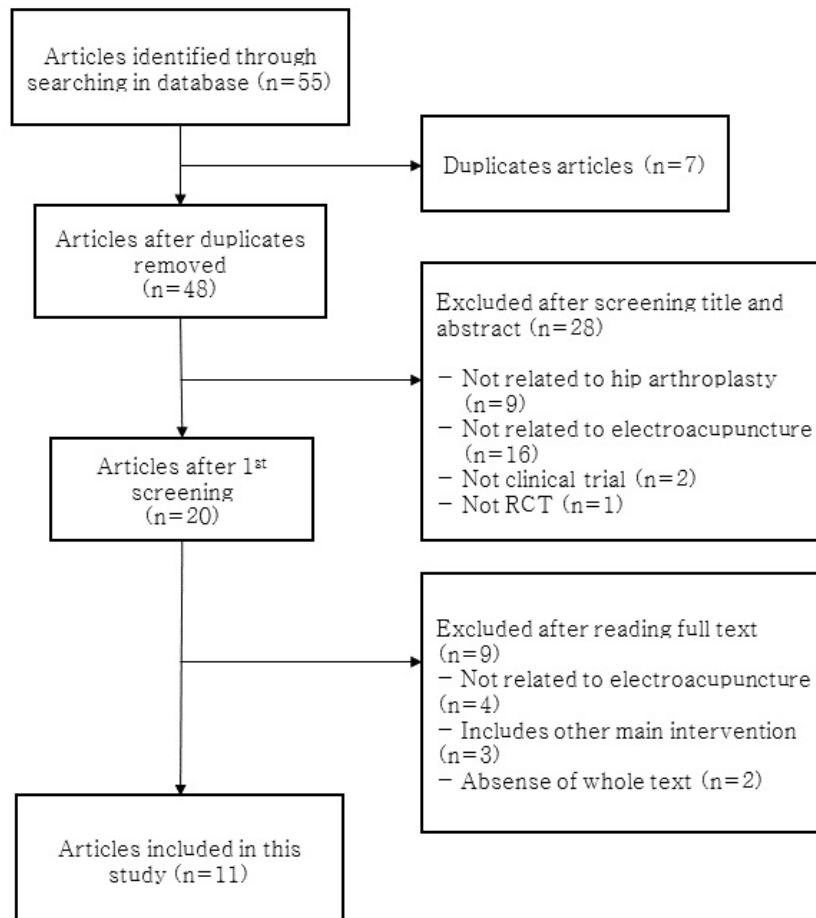 Articles identified through
searching in database (n=55)
Duplicates articles (n=7)
Articles after duplicates
removed
(n=48)
Excluded after screening title and
abstract (n=28)
- Not related to hip arthroplasty
(n=9)
- Not related to electroacupuncture
(n=16)
- Not clinical trial (n=2)
- Not RCT (n=1)
Articles after 1st
screening
(n=20)
Excluded after reading full text
(n=9)
- Not related to electroacupuncture
(n=4)
- Includes other main intervention
(n=3)
- Absense of whole text (n=2)
Articles included in this
study (n=11)